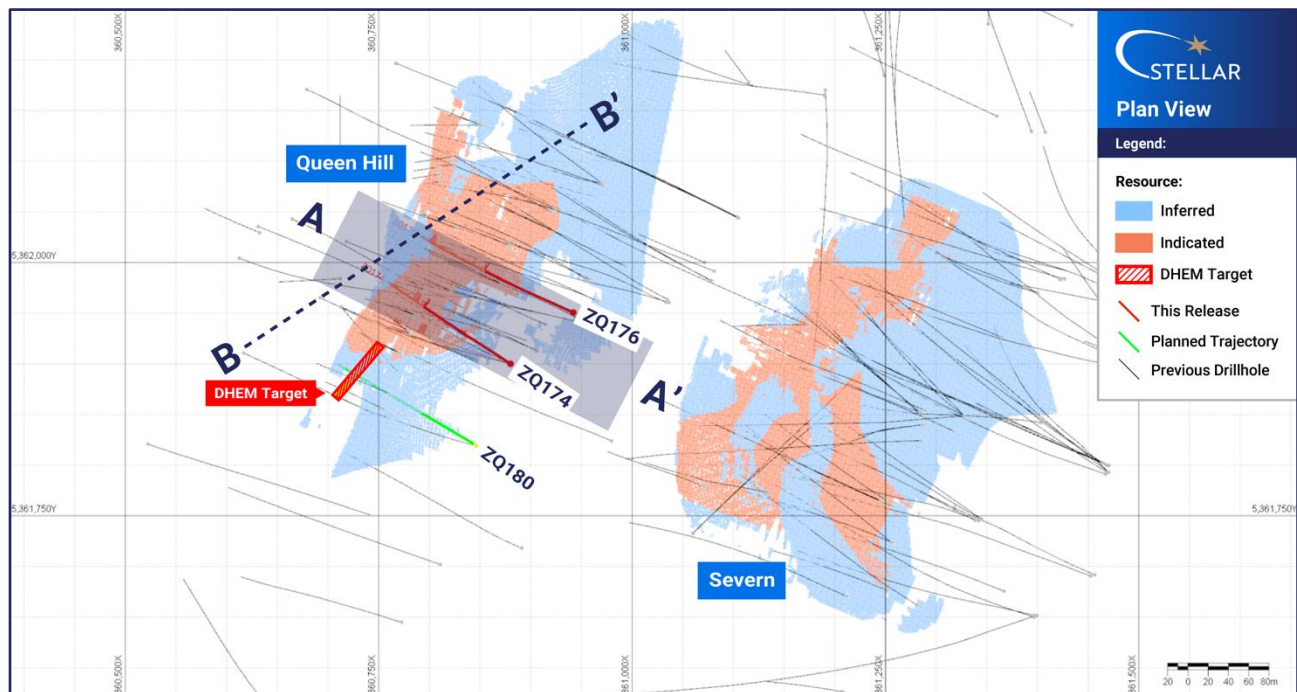 360,500X
360,750X
361,000X
361,250X
STELLAR
Plan View
Legend:
Resource:
Inferred
Indicated
DHEM Target
This Release
Planned Trajectory
Previous Drillhole
B'
Queen Hill
A
5,362,000Y
ZQ176
B
DHEM Target
ZQ174
A'
ZQ180
5,361,750Y
5,361,750Y
Severn
360,500X
360,750X
361,000X
361,250X
361,500X
20 0 20 40 60 80m